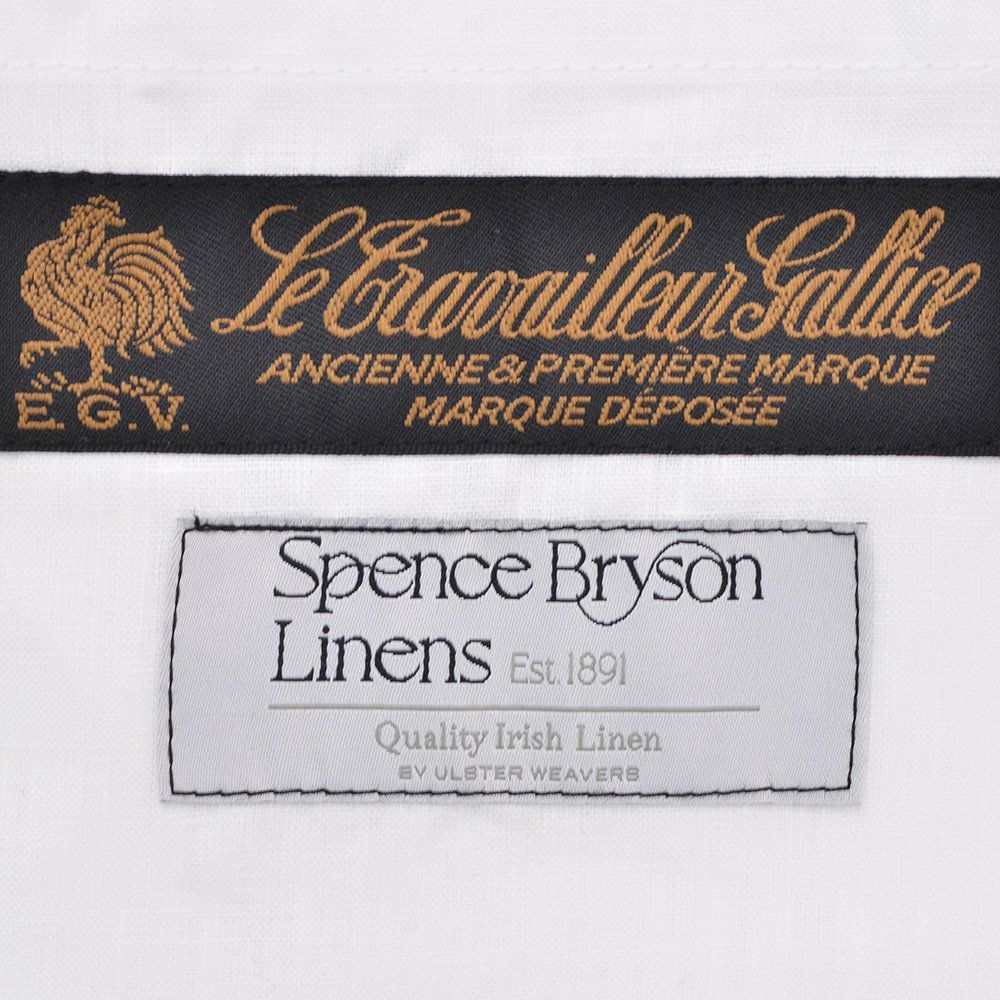 Le Travailleur Gallice
ANCIENNE & PREMIÈRE MARQUE
MARQUE DÉPOSÉE
E.G.V.
Spence Bryson
Linens Est. 1891
Quality Irish Linen
BY ULSTER WEAVERS